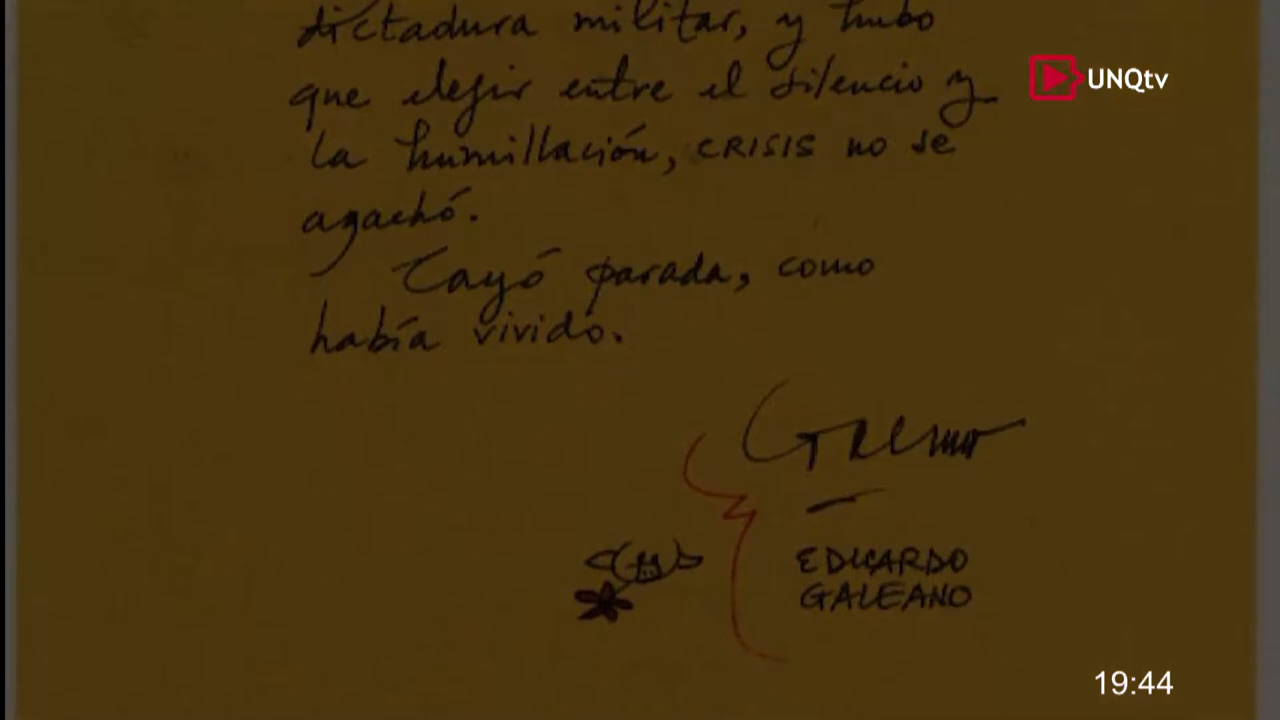 dictadura militar, y hubo
que elegir entre el silencio y
la humillación, CRISIS no se
agachó.
Cayó parada, como
había vivido.
EDUARDO
GALEANO
UNQtv
19:44